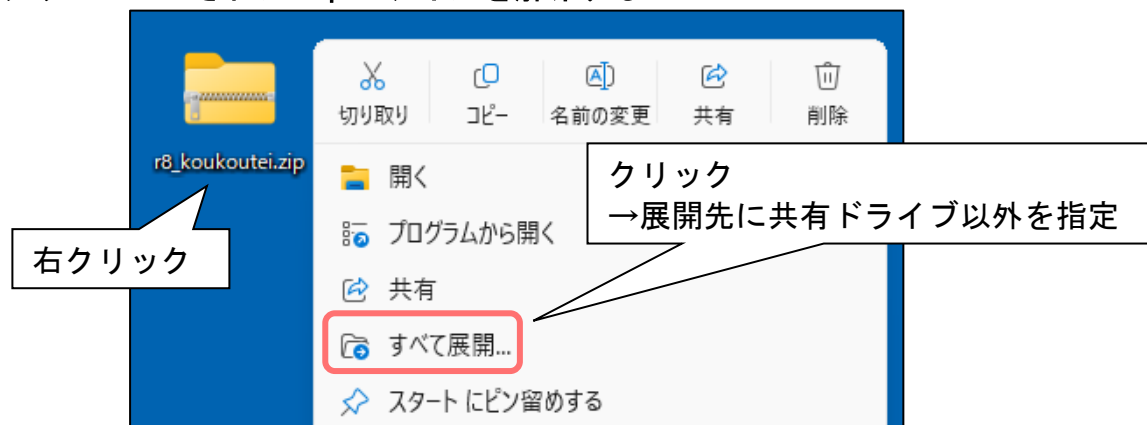 切り取り コピー 名前の変更 共有 削除
r8_koukoutei.zip
開く
クリック
→展開先に共有ドライブ以外を指定
プログラムから開く
右クリック
共有
すべて展開...
スタート にピン留めする